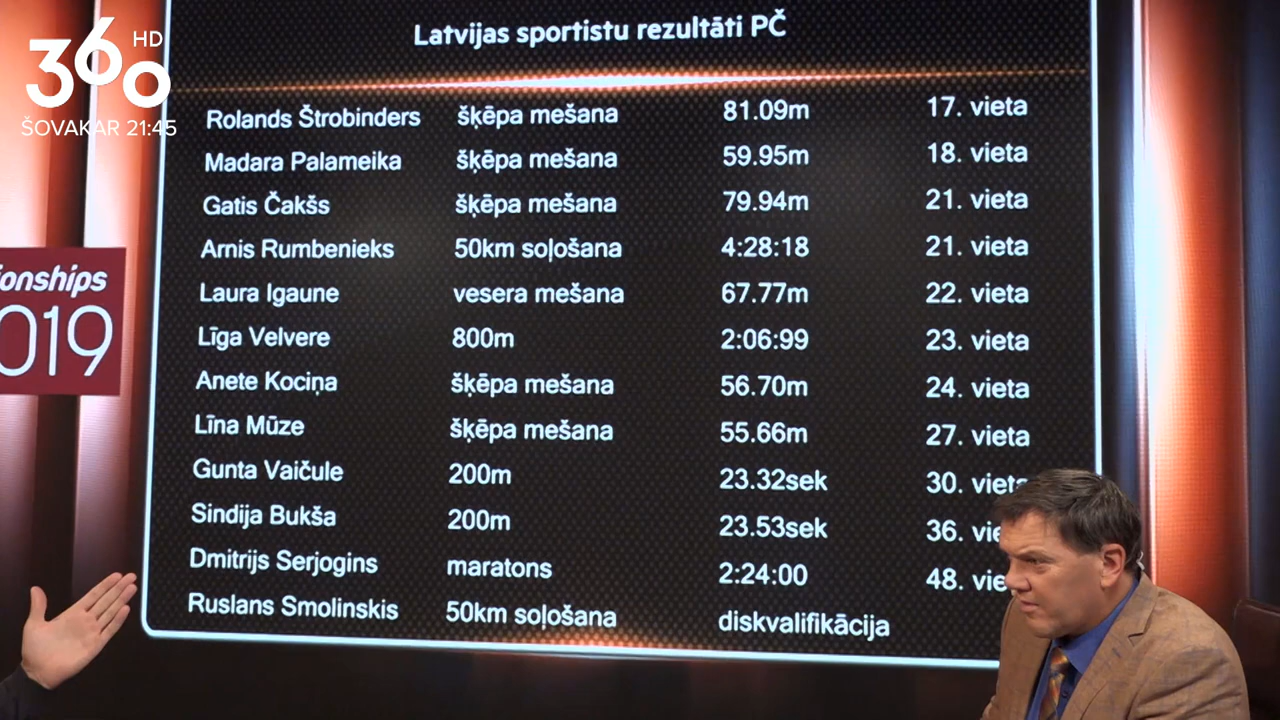 360 HD
ŠOVAKAR 21:45
Latvijas sportistu rezultāti PČ
Rolands Štrobinders šķēpa mešana 81.09m 17. vieta
Madara Palameika šķēpa mešana 59.95m 18. vieta
Gatis Čakšs šķēpa mešana 79.94m 21. vieta
Arnis Rumbenieks 50km soļošana 4:28:18 21. vieta
Laura Igaune vesera mešana 67.77m 22. vieta
Līga Velvere 800m 2:06:99 23. vieta
Anete Kociņa šķēpa mešana 56.70m 24. vieta
Līna Mūze šķēpa mešana 55.66m 27. vieta
Gunta Vaičule 200m 23.32sek 30. vieta
Sindija Bukša 200m 23.53sek 36. vie
Dmitrijs Serjogins maratons 2:24:00 48. vie
Ruslans Smolinskis 50km soļošana diskvalifikācija
ionships
019